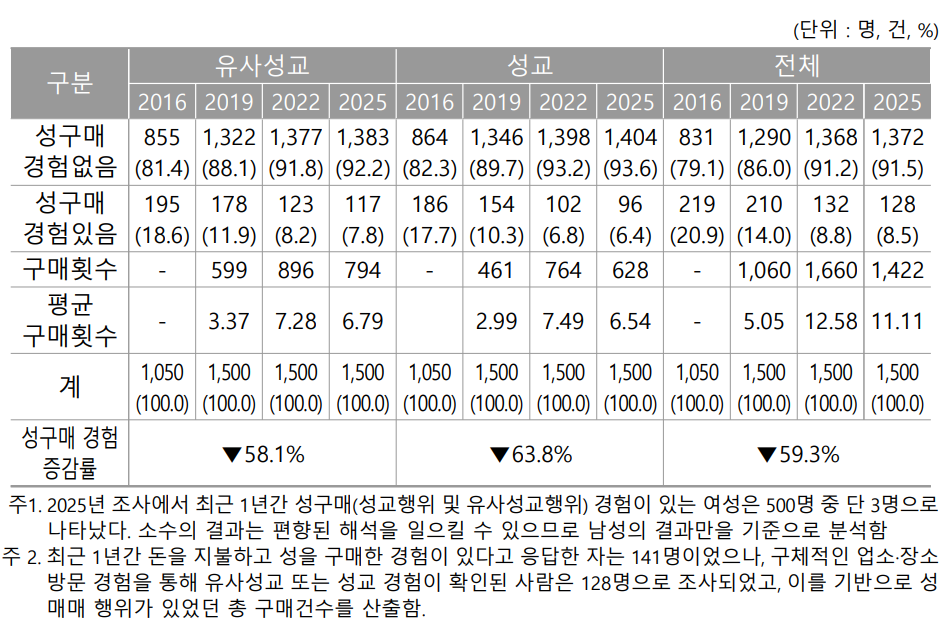 (단위 : 명, 건, %)
구분 유사성교 성교 전체
2016 2019 2022 2025 2016 2019 2022 2025 2016 2019 2022 2025
성구매 855 1,322 1,377 1,383 864 1,346 1,398 1,404 831 1,290 1,368 1,372
경험없음 (81.4) (88.1) (91.8) (92.2) (82.3) (89.7) (93.2) (93.6) (79.1) (86.0) (91.2) (91.5)
성구매 195 178 123 117 186 154 102 96 219 210 132 128
경험있음 (18.6) (11.9) (8.2) (7.8) (17.7) (10.3) (6.8) (6.4) (20.9) (14.0) (8.8) (8.5)
구매횟수 - 599 896 794 - 461 764 628 - 1,060 1,660 1,422
평균
구매횟수 - 3.37 7.28 6.79 2.99 7.49 6.54 - 5.05 12.58 11.11
계 1,050 1,500 1,500 1,500 1,050 1,500 1,500 1,500 1,050 1,500 1,500 1,500
(100.0) (100.0) (100.0) (100.0) (100.0) (100.0) (100.0) (100.0) (100.0) (100.0) (100.0) (100.0)
성구매 경험
증감률 ▼58.1% ▼63.8% ▼59.3%
주1. 2025년 조사에서 최근 1년간 성구매(성교행위 및 유사성교행위) 경험이 있는 여성은 500명 중 단 3명으로
나타났다. 소수의 결과는 편향된 해석을 일으킬 수 있으므로 남성의 결과만을 기준으로 분석함
주 2. 최근 1년간 돈을 지불하고 성을 구매한 경험이 있다고 응답한 자는 141명이었으나, 구체적인 업소·장소
방문 경험을 통해 유사성교 또는 성교 경험이 확인된 사람은 128명으로 조사되었고, 이를 기반으로 성
매매 행위가 있었던 총 구매건수를 산출함.